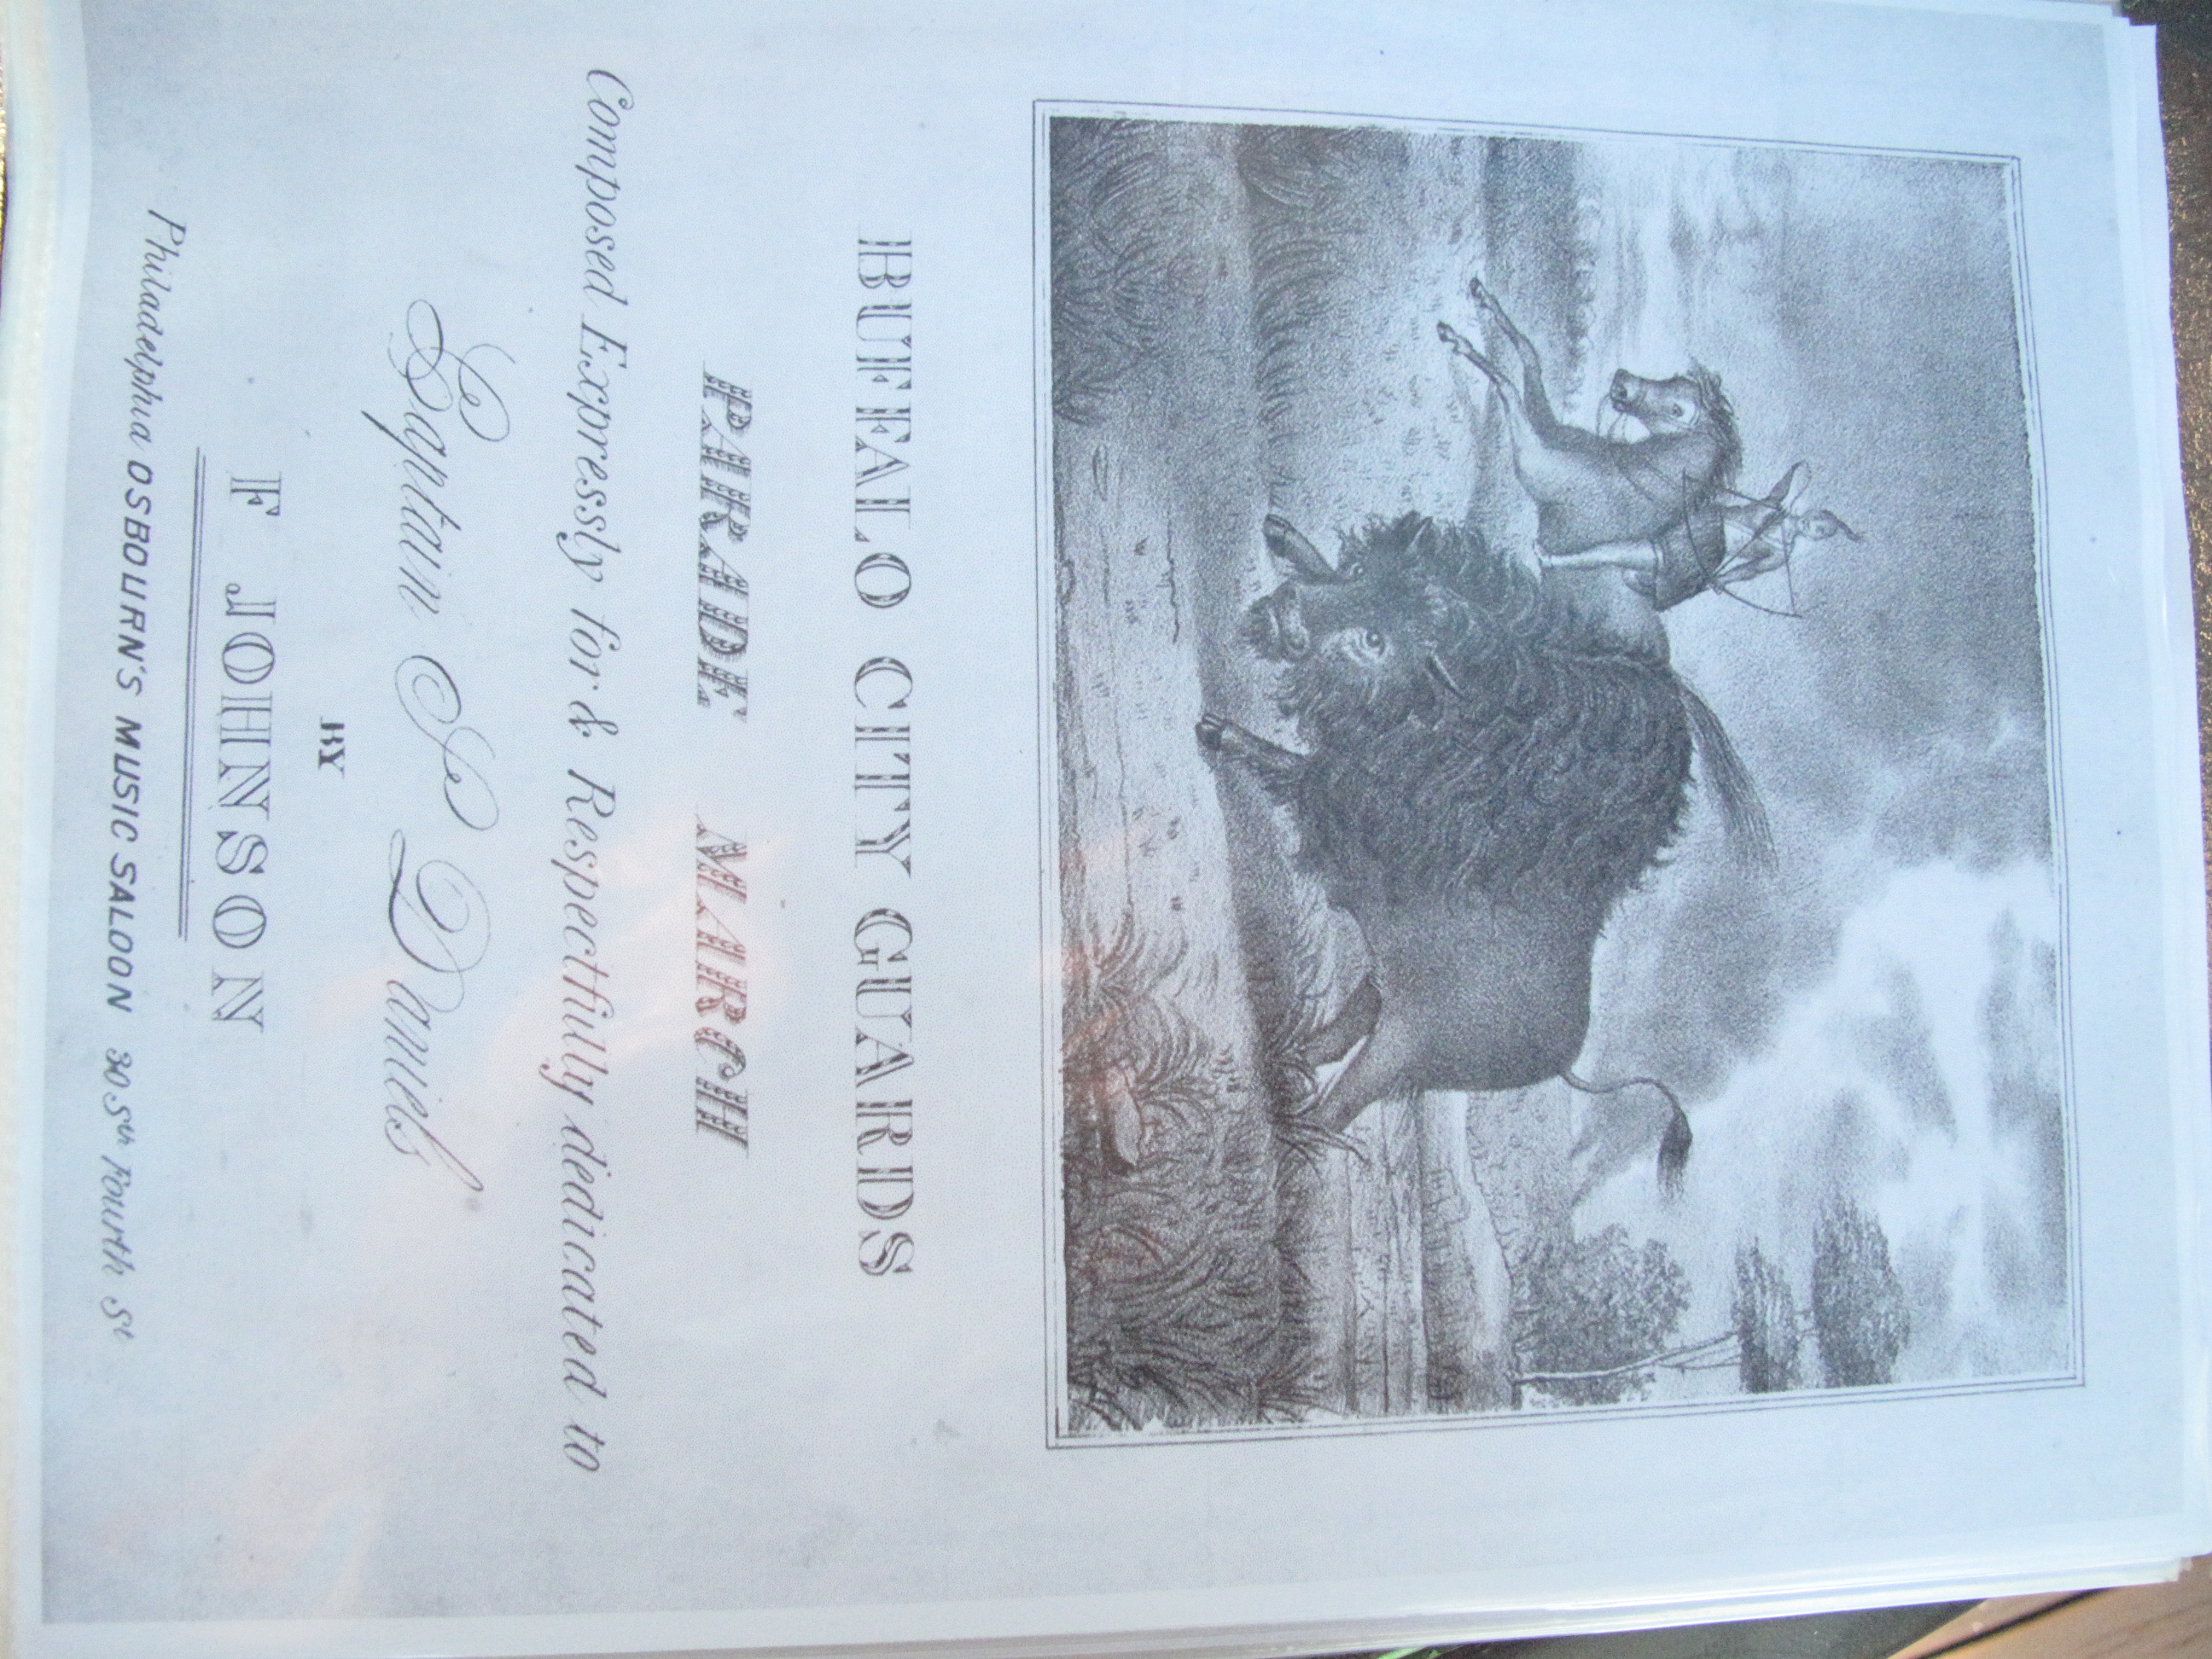 BUFFALO CITY GUARDS
PARADE MARCH
Composed Expressly for & Respectfully dedicated to
Captain S D Daniels
BY
F JOHNSON
Philadelphia OSBOURN'S MUSIC SALOON 30 Sth Fourth St